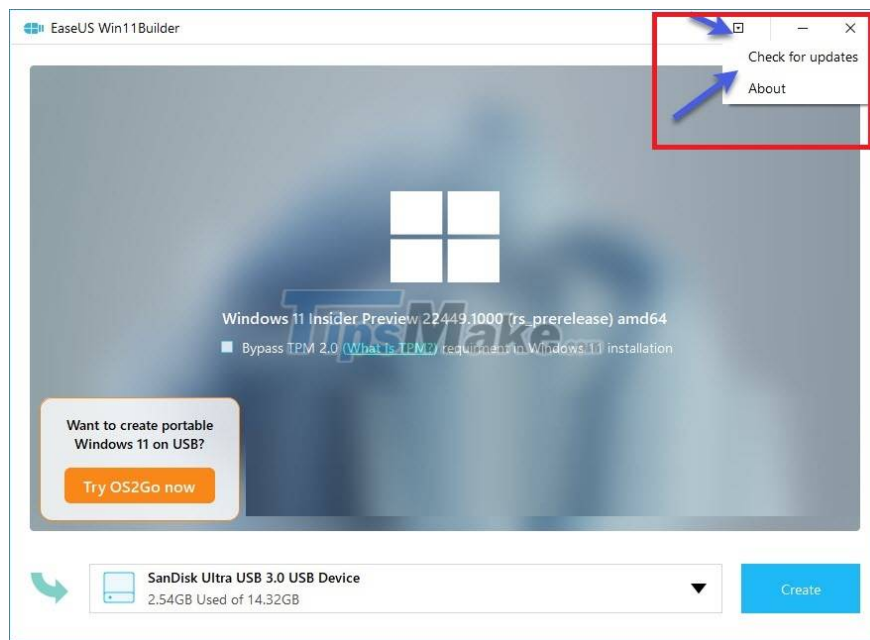 EaseUS Win11Builder
Check for updates
About
Windows 11 Insider Preview 22449.1000 (rs_prerelease) amd64
Bypass TPM 2.0 (What is TPM?) requirment in Windows 11 installation
TipsMake
Want to create portable
Windows 11 on USB?
Try OS2Go now
SanDisk Ultra USB 3.0 USB Device
2.54GB Used of 14.32GB
Create